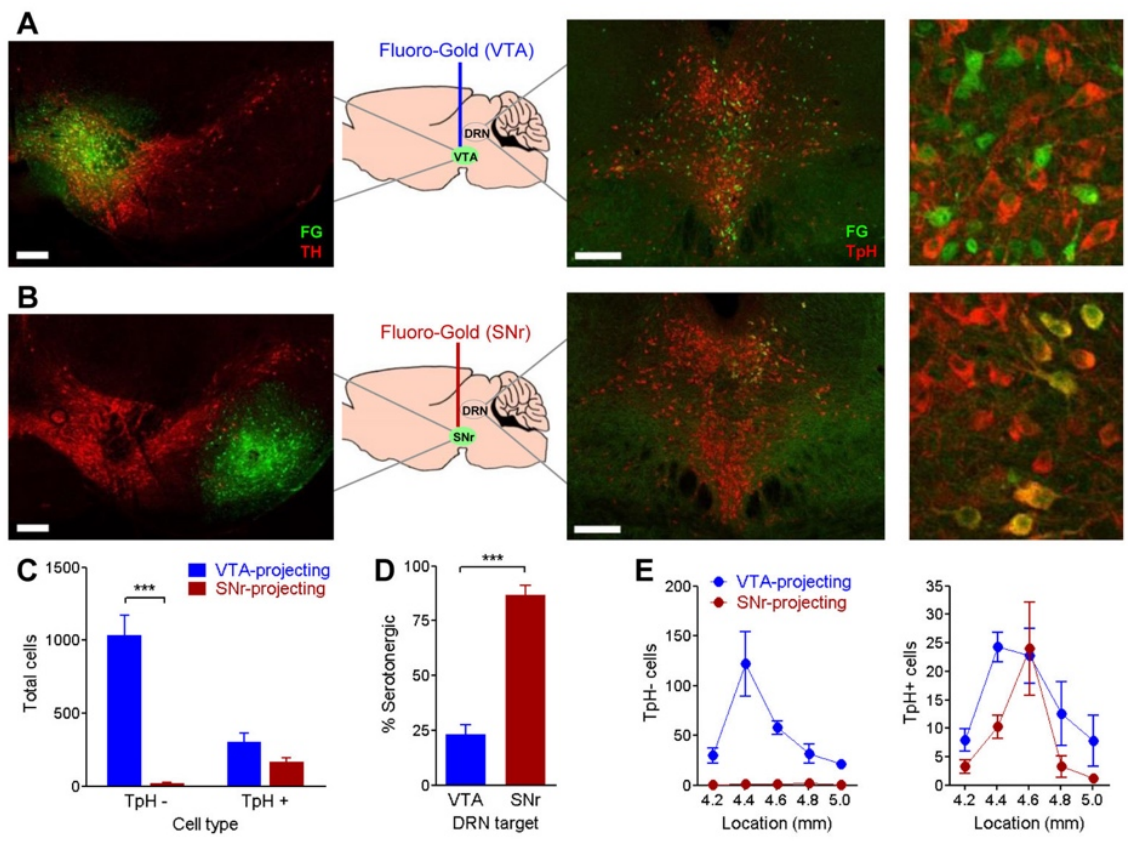 A
Fluoro-Gold (VTA)
DRN
VTA
FG
TH
FG
TpH
B
Fluoro-Gold (SNr)
DRN
SNr
C
1500
1000
500
0
Total cells
***
VTA-projecting
SNr-projecting
TpH -
TpH +
Cell type
D
100
75
50
25
0
% Serotonergic
***
VTA
SNr
DRN target
E
VTA-projecting
SNr-projecting
200
150
100
50
0
TpH- cells
4.2 4.4 4.6 4.8 5.0
Location (mm)
35
30
25
20
15
10
5
0
TpH+ cells
4.2 4.4 4.6 4.8 5.0
Location (mm)